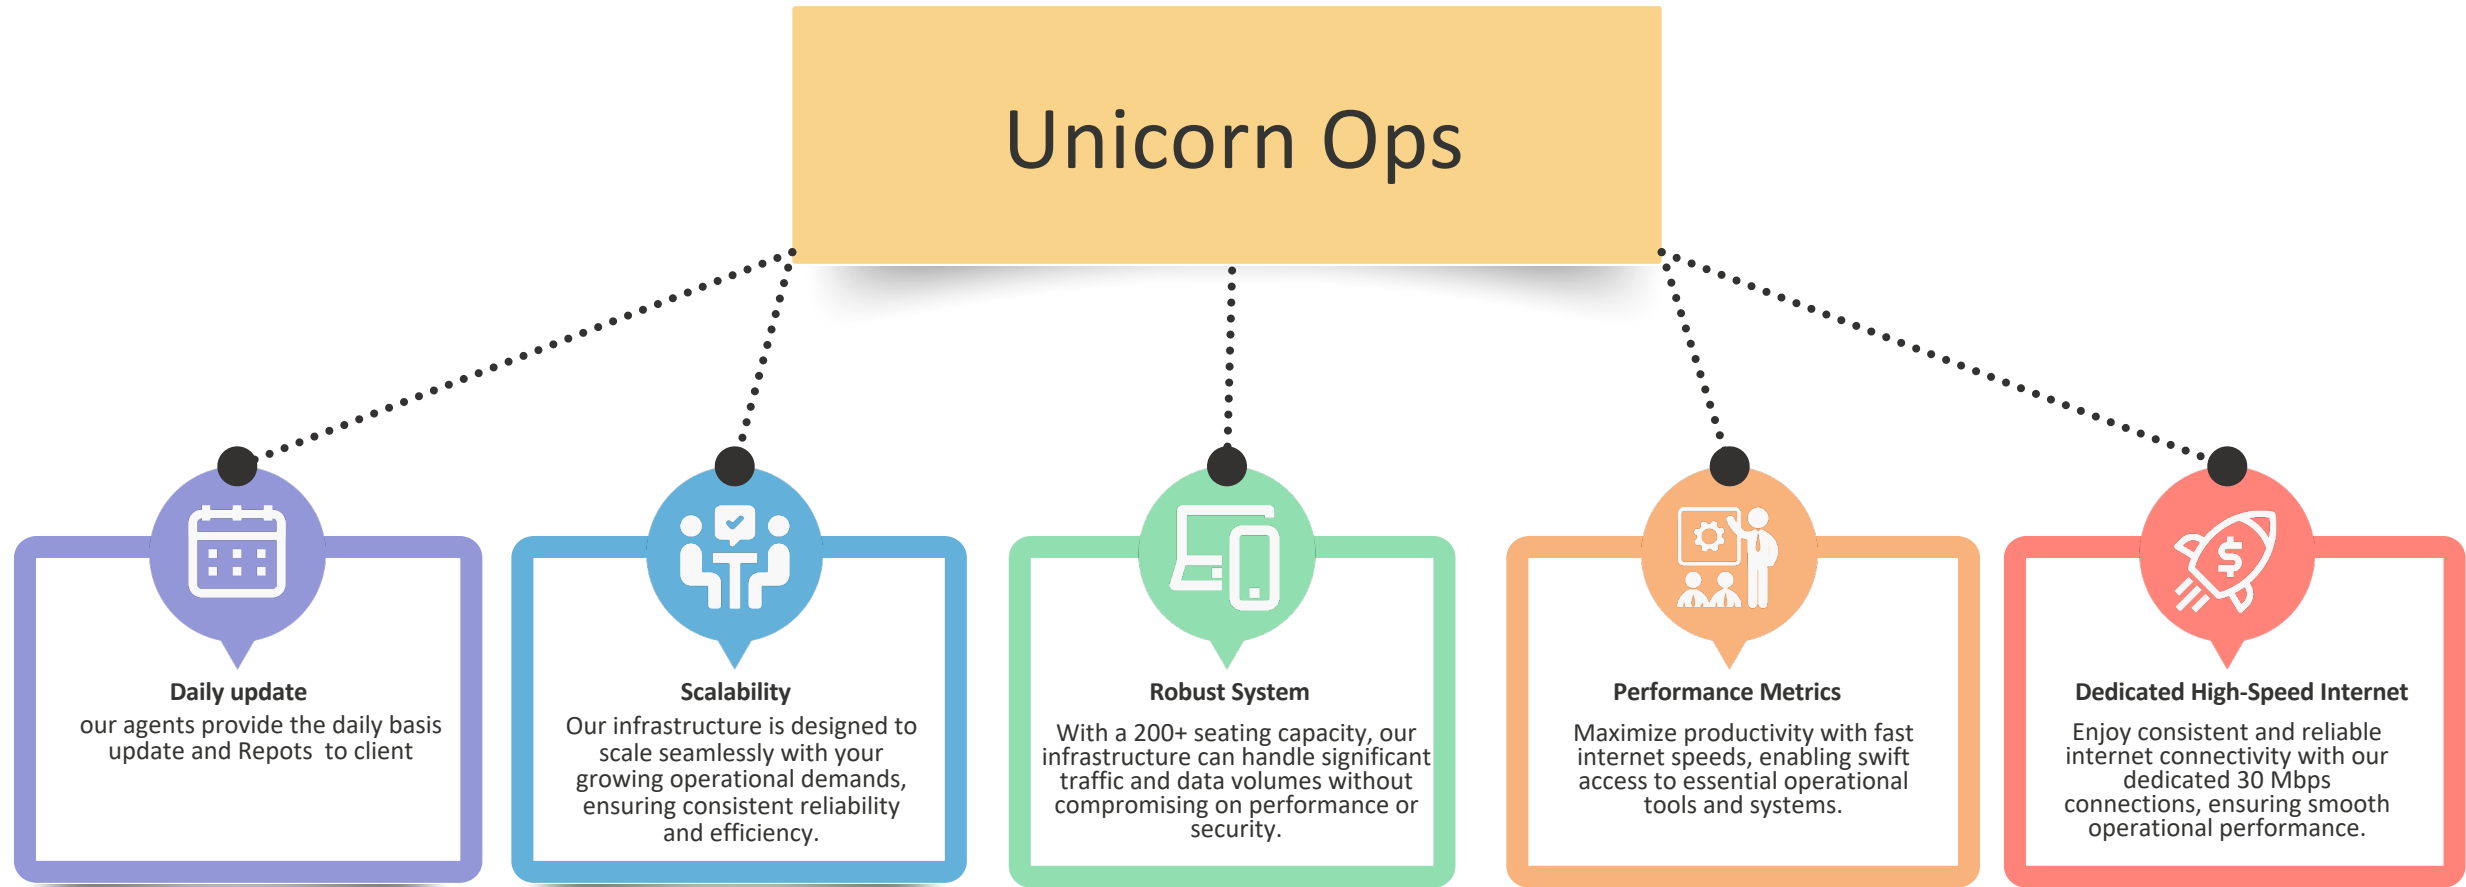 Unicorn Ops
Daily update
our agents provide the daily basis
update and Repots  to client
Scalability
Our infrastructure is designed to
scale seamlessly with your
growing operational demands,
ensuring consistent reliability
and efficiency.
Robust System
With a 200+ seating capacity, our
infrastructure can handle significant
traffic and data volumes without
compromising on performance or
security.
Performance Metrics
Maximize productivity with fast
internet speeds, enabling swift
access to essential operational
tools and systems.
Dedicated High-Speed Internet
Enjoy consistent and reliable
internet connectivity with our
dedicated 30 Mbps
connections, ensuring smooth
operational performance.